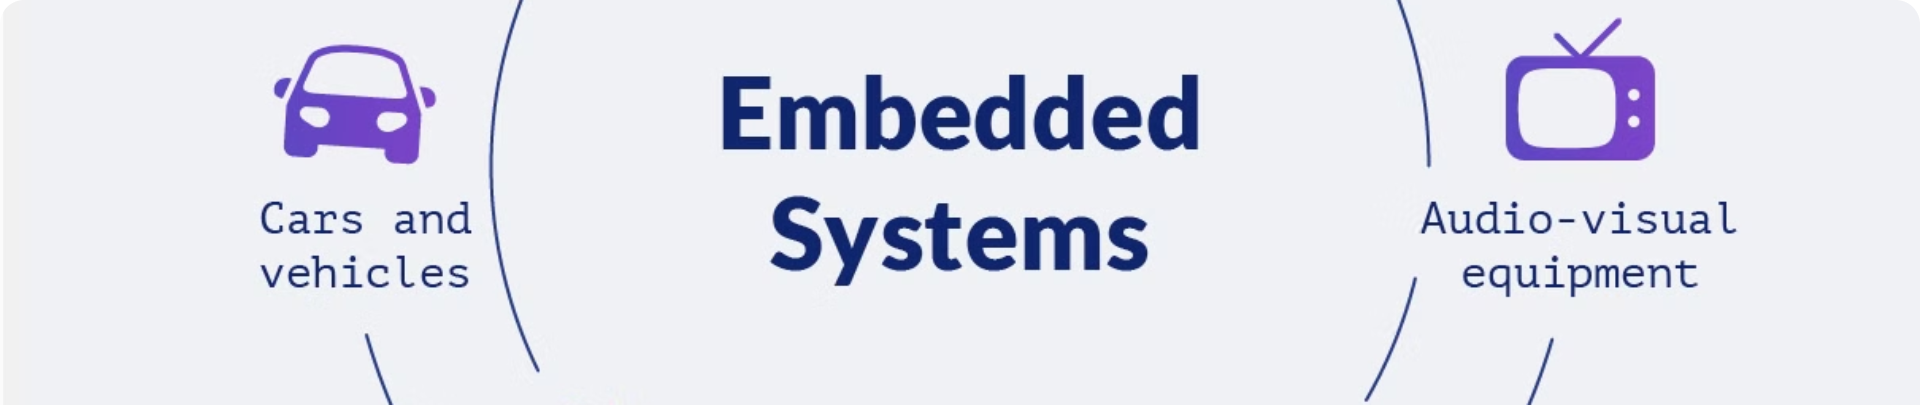 Embedded
Systems
Cars and
vehicles
Audio-visual
equipment